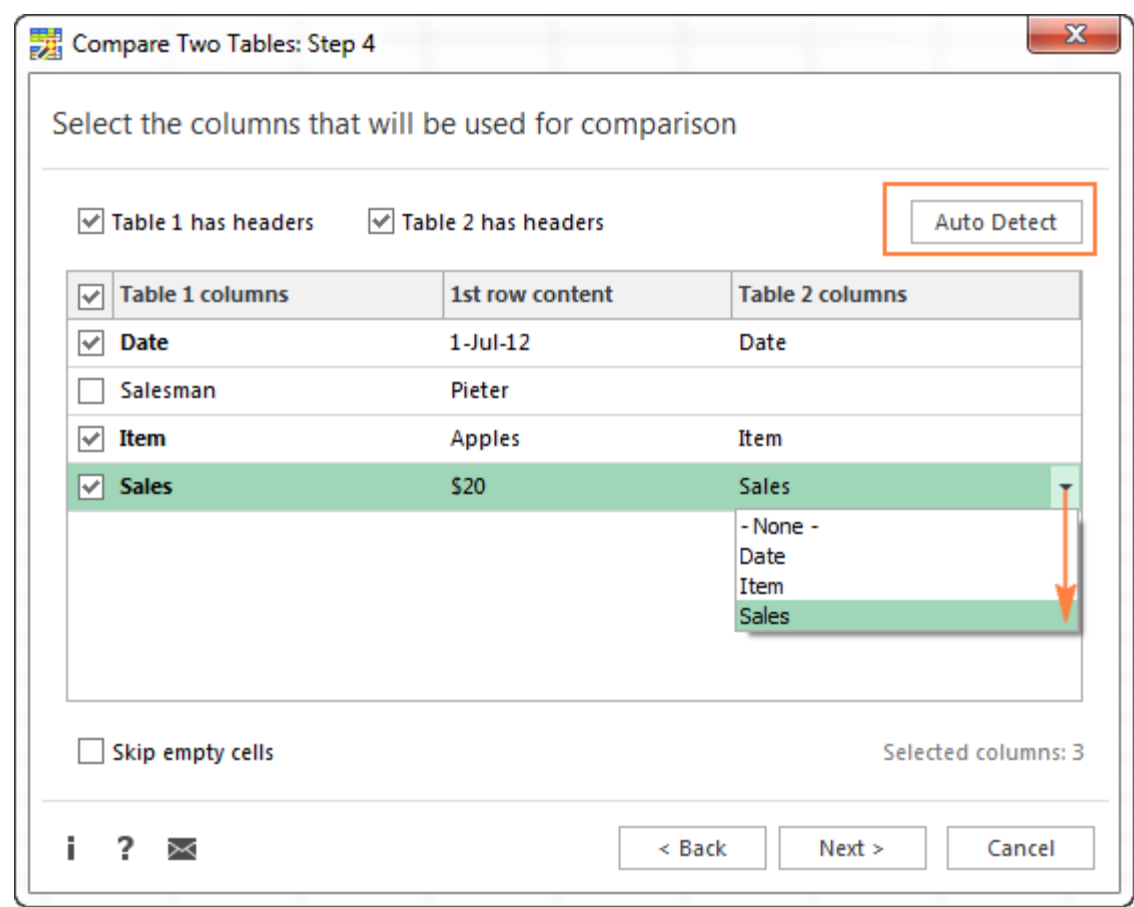 Compare Two Tables: Step 4
Select the columns that will be used for comparison
Table 1 has headers Table 2 has headers Auto Detect
Table 1 columns 1st row content Table 2 columns
Date 1-Jul-12 Date
Salesman Pieter
Item Apples Item
Sales $20 Sales
- None -
Date
Item
Sales
Skip empty cells Selected columns: 3
i ? < Back Next > Cancel